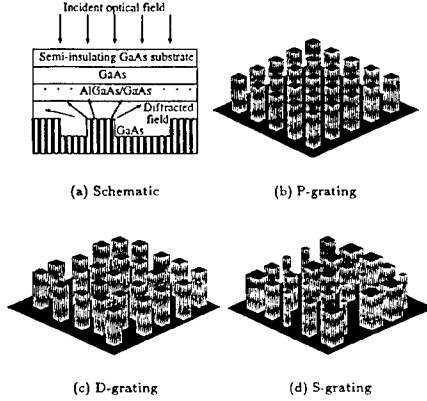 Incident optical field
Semi-insulating GaAs substrate
GaAs
AlGaAs/GaAs
Diffracted
field
GaAs
(a) Schematic
(b) P-grating
(c) D-grating
(d) S-grating